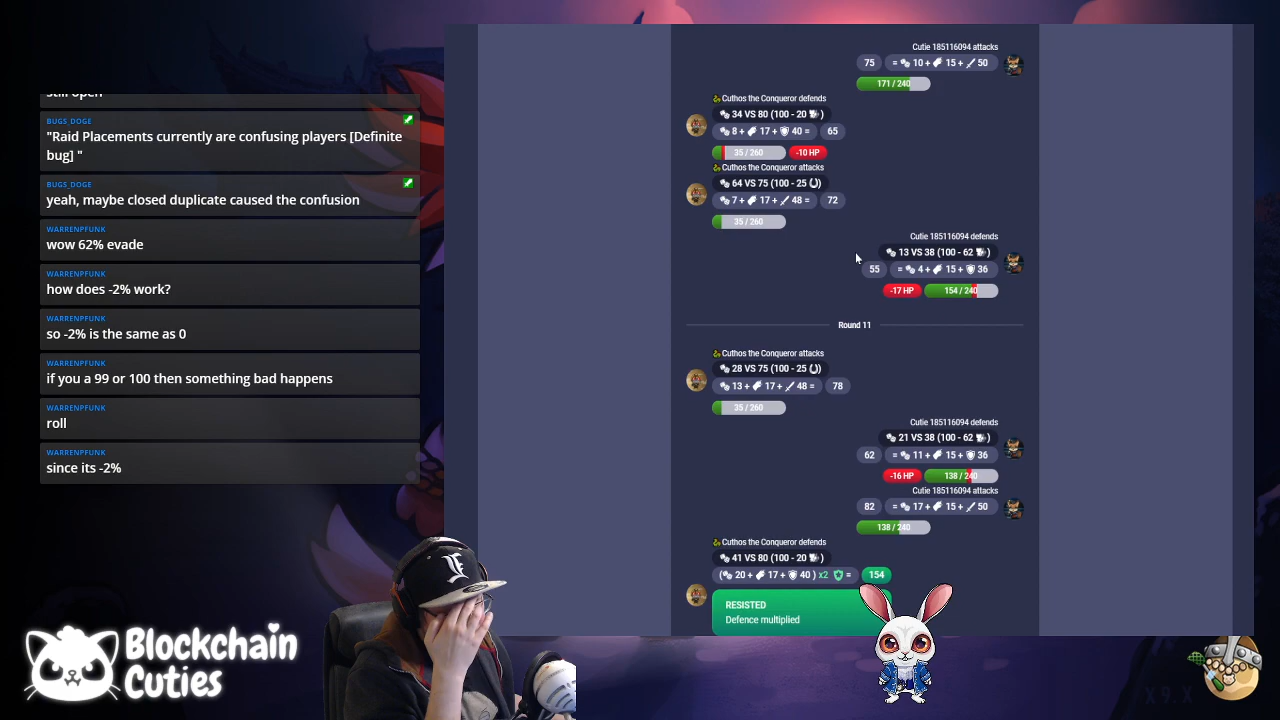 still open
BUGS_DOGE
"Raid Placements currently are confusing players [Definite
bug] "
BUGS_DOGE
yeah, maybe closed duplicate caused the confusion
WARRENPFUNK
wow 62% evade
WARRENPFUNK
how does -2% work?
WARRENPFUNK
so -2% is the same as 0
WARRENPFUNK
if you a 99 or 100 then something bad happens
WARRENPFUNK
roll
WARRENPFUNK
since its -2%
Blockchain
Cuties
Cutie 185116094 attacks
75 = 10 + 15 + 50
171 / 240
Cuthos the Conqueror defends
34 VS 80 (100 - 20 )
8 + 17 + 40 = 65
35 / 260 -10 HP
Cuthos the Conqueror attacks
64 VS 75 (100 - 25 )
7 + 17 + 48 = 72
35 / 260
Cutie 185116094 defends
13 VS 38 (100 - 62 )
55 = 4 + 15 + 36
-17 HP 154 / 240
Round 11
Cuthos the Conqueror attacks
28 VS 75 (100 - 25 )
13 + 17 + 48 = 78
35 / 260
Cutie 185116094 defends
21 VS 38 (100 - 62 )
62 = 11 + 15 + 36
-16 HP 138 / 240
Cutie 185116094 attacks
82 = 17 + 15 + 50
138 / 240
Cuthos the Conqueror defends
41 VS 80 (100 - 20 )
( 20 + 17 + 40 ) x2 = 154
RESISTED
Defence multiplied